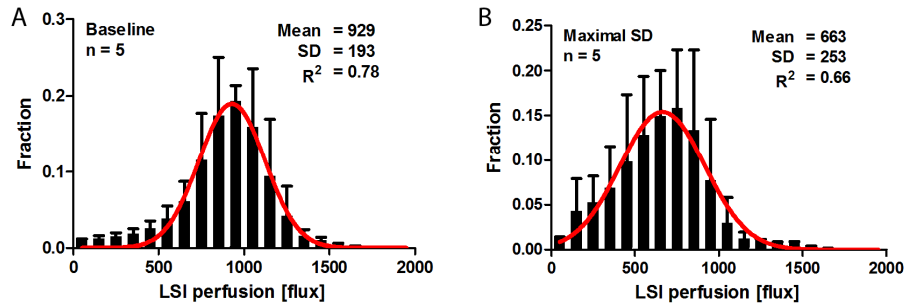 A
Baseline
n = 5
Mean = 929
SD = 193
R² = 0.78
0.3
0.2
0.1
0.0
Fraction
0
500
1000
1500
2000
LSI perfusion [flux]
B
Maximal SD
n = 5
Mean = 663
SD = 253
R² = 0.66
0.25
0.20
0.15
0.10
0.05
0.00
Fraction
0
500
1000
1500
2000
LSI perfusion [flux]